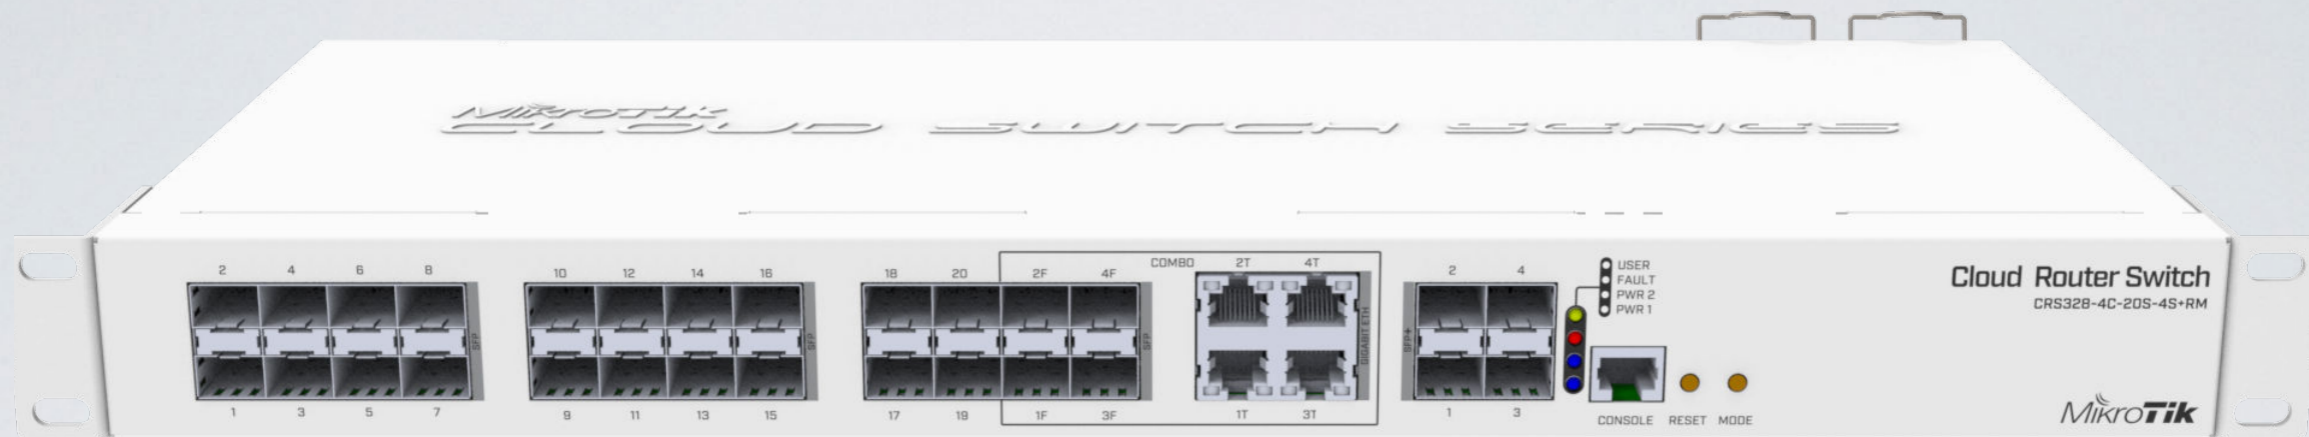 MikroTik
CLOUD SWITCH SERIES
2 4 6 8
10 12 14 16
18 20 2F 4F
COMBO 2T 4T
2 4
USER
FAULT
PWR 2
PWR 1
Cloud Router Switch
CRS328-4C-20S-4S+RM
SFP
SFP
SFP
GIGABIT ETH
SFP+
1 3 5 7
9 11 13 15
17 19 1F 3F
1T 3T
1 3
CONSOLE RESET MODE
MikroTik